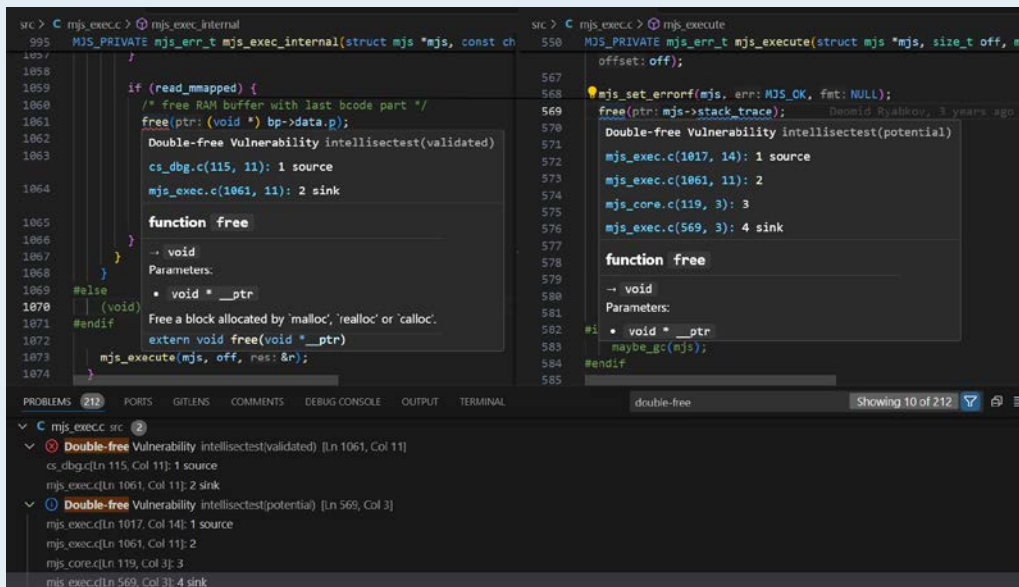 src > C mjs_exec.c > mjs_exec_internal
995 MJS_PRIVATE mjs_err_t mjs_exec_internal(struct mjs *mjs, const ch
1057 }
1058
1059 if (read_mmapped) {
1060 /* free RAM buffer with last bcode part */
1061 free(ptr: (void *) bp->data.p);
1062
1063
1064
1065
1066 }
1067 }
1068 }
1069 #else
1070 (void)
1071 #endif
1072
1073 mjs_execute(mjs, off, res: &r);
1074 }
Double-free Vulnerability intellisectest(validated)
cs_dbg.c(115, 11): 1 source
mjs_exec.c(1061, 11): 2 sink
function free
→ void
Parameters:
• void * __ptr
Free a block allocated by `malloc', `realloc' or `calloc'.
extern void free(void *__ptr)
src > C mjs_exec.c > mjs_execute
550 MJS_PRIVATE mjs_err_t mjs_execute(struct mjs *mjs, size_t off, m
offset: off);
567
568 mjs_set_errorf(mjs, err: MJS_OK, fmt: NULL);
569 free(ptr: mjs->stack_trace); Deomid Ryabkov, 3 years ago
570
571
572
573
574
575
576
577
578
579
580
581
582 #i
583 maybe_gc(mjs);
584 #endif
585
Double-free Vulnerability intellisectest(potential)
mjs_exec.c(1017, 14): 1 source
mjs_exec.c(1061, 11): 2
mjs_core.c(119, 3): 3
mjs_exec.c(569, 3): 4 sink
function free
→ void
Parameters:
• void * __ptr
PROBLEMS 212 PORTS GITLENS COMMENTS DEBUG CONSOLE OUTPUT TERMINAL double-free Showing 10 of 212
C mjs_exec.c src 2
Double-free Vulnerability intellisectest(validated) [Ln 1061, Col 11]
cs_dbg.c[Ln 115, Col 11]: 1 source
mjs_exec.c[Ln 1061, Col 11]: 2 sink
Double-free Vulnerability intellisectest(potential) [Ln 569, Col 3]
mjs_exec.c[Ln 1017, Col 14]: 1 source
mjs_exec.c[Ln 1061, Col 11]: 2
mjs_core.c[Ln 119, Col 3]: 3
mjs_exec.c[Ln 569, Col 3]: 4 sink